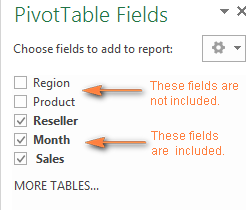 PivotTable Fields
Choose fields to add to report:
Region
Product
Reseller
Month
Sales
These fields are
not included.
These fields
are included.
MORE TABLES...